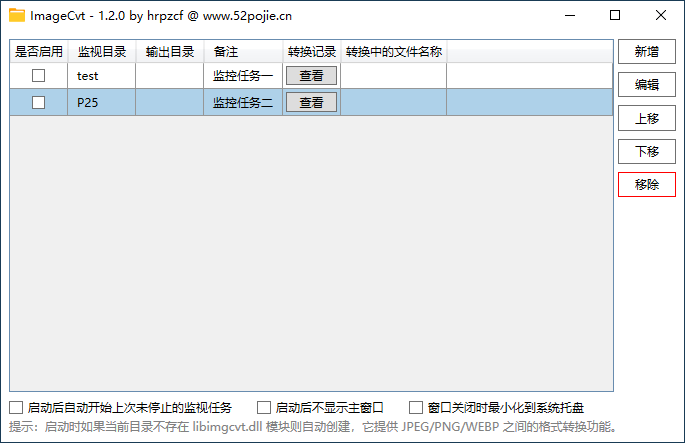 ImageCvt - 1.2.0 by hrpzcf @ www.52pojie.cn
是否启用 监视目录 输出目录 备注 转换记录 转换中的文件名称
test 监控任务一 查看
P25 监控任务二 查看
新增
编辑
上移
下移
移除
启动后自动开始上次未停止的监视任务 启动后不显示主窗口 窗口关闭时最小化到系统托盘
提示：启动时如果当前目录不存在 libimgcvt.dll 模块则自动创建，它提供 JPEG/PNG/WEBP 之间的格式转换功能。